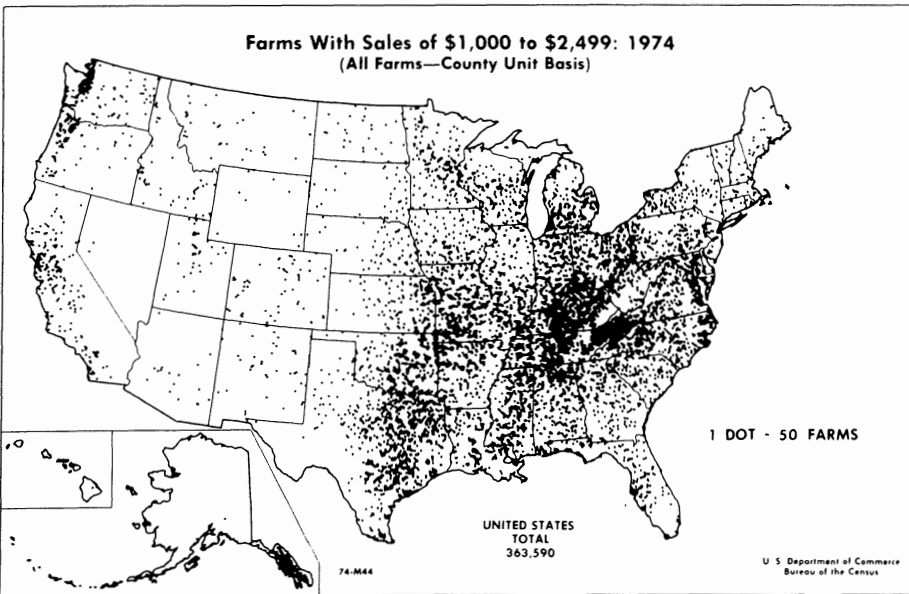 Farms With Sales of $1,000 to $2,499: 1974
(All Farms—County Unit Basis)
1 DOT - 50 FARMS
UNITED STATES
TOTAL
363,590
74-M44
U S Department of Commerce
Bureau of the Census